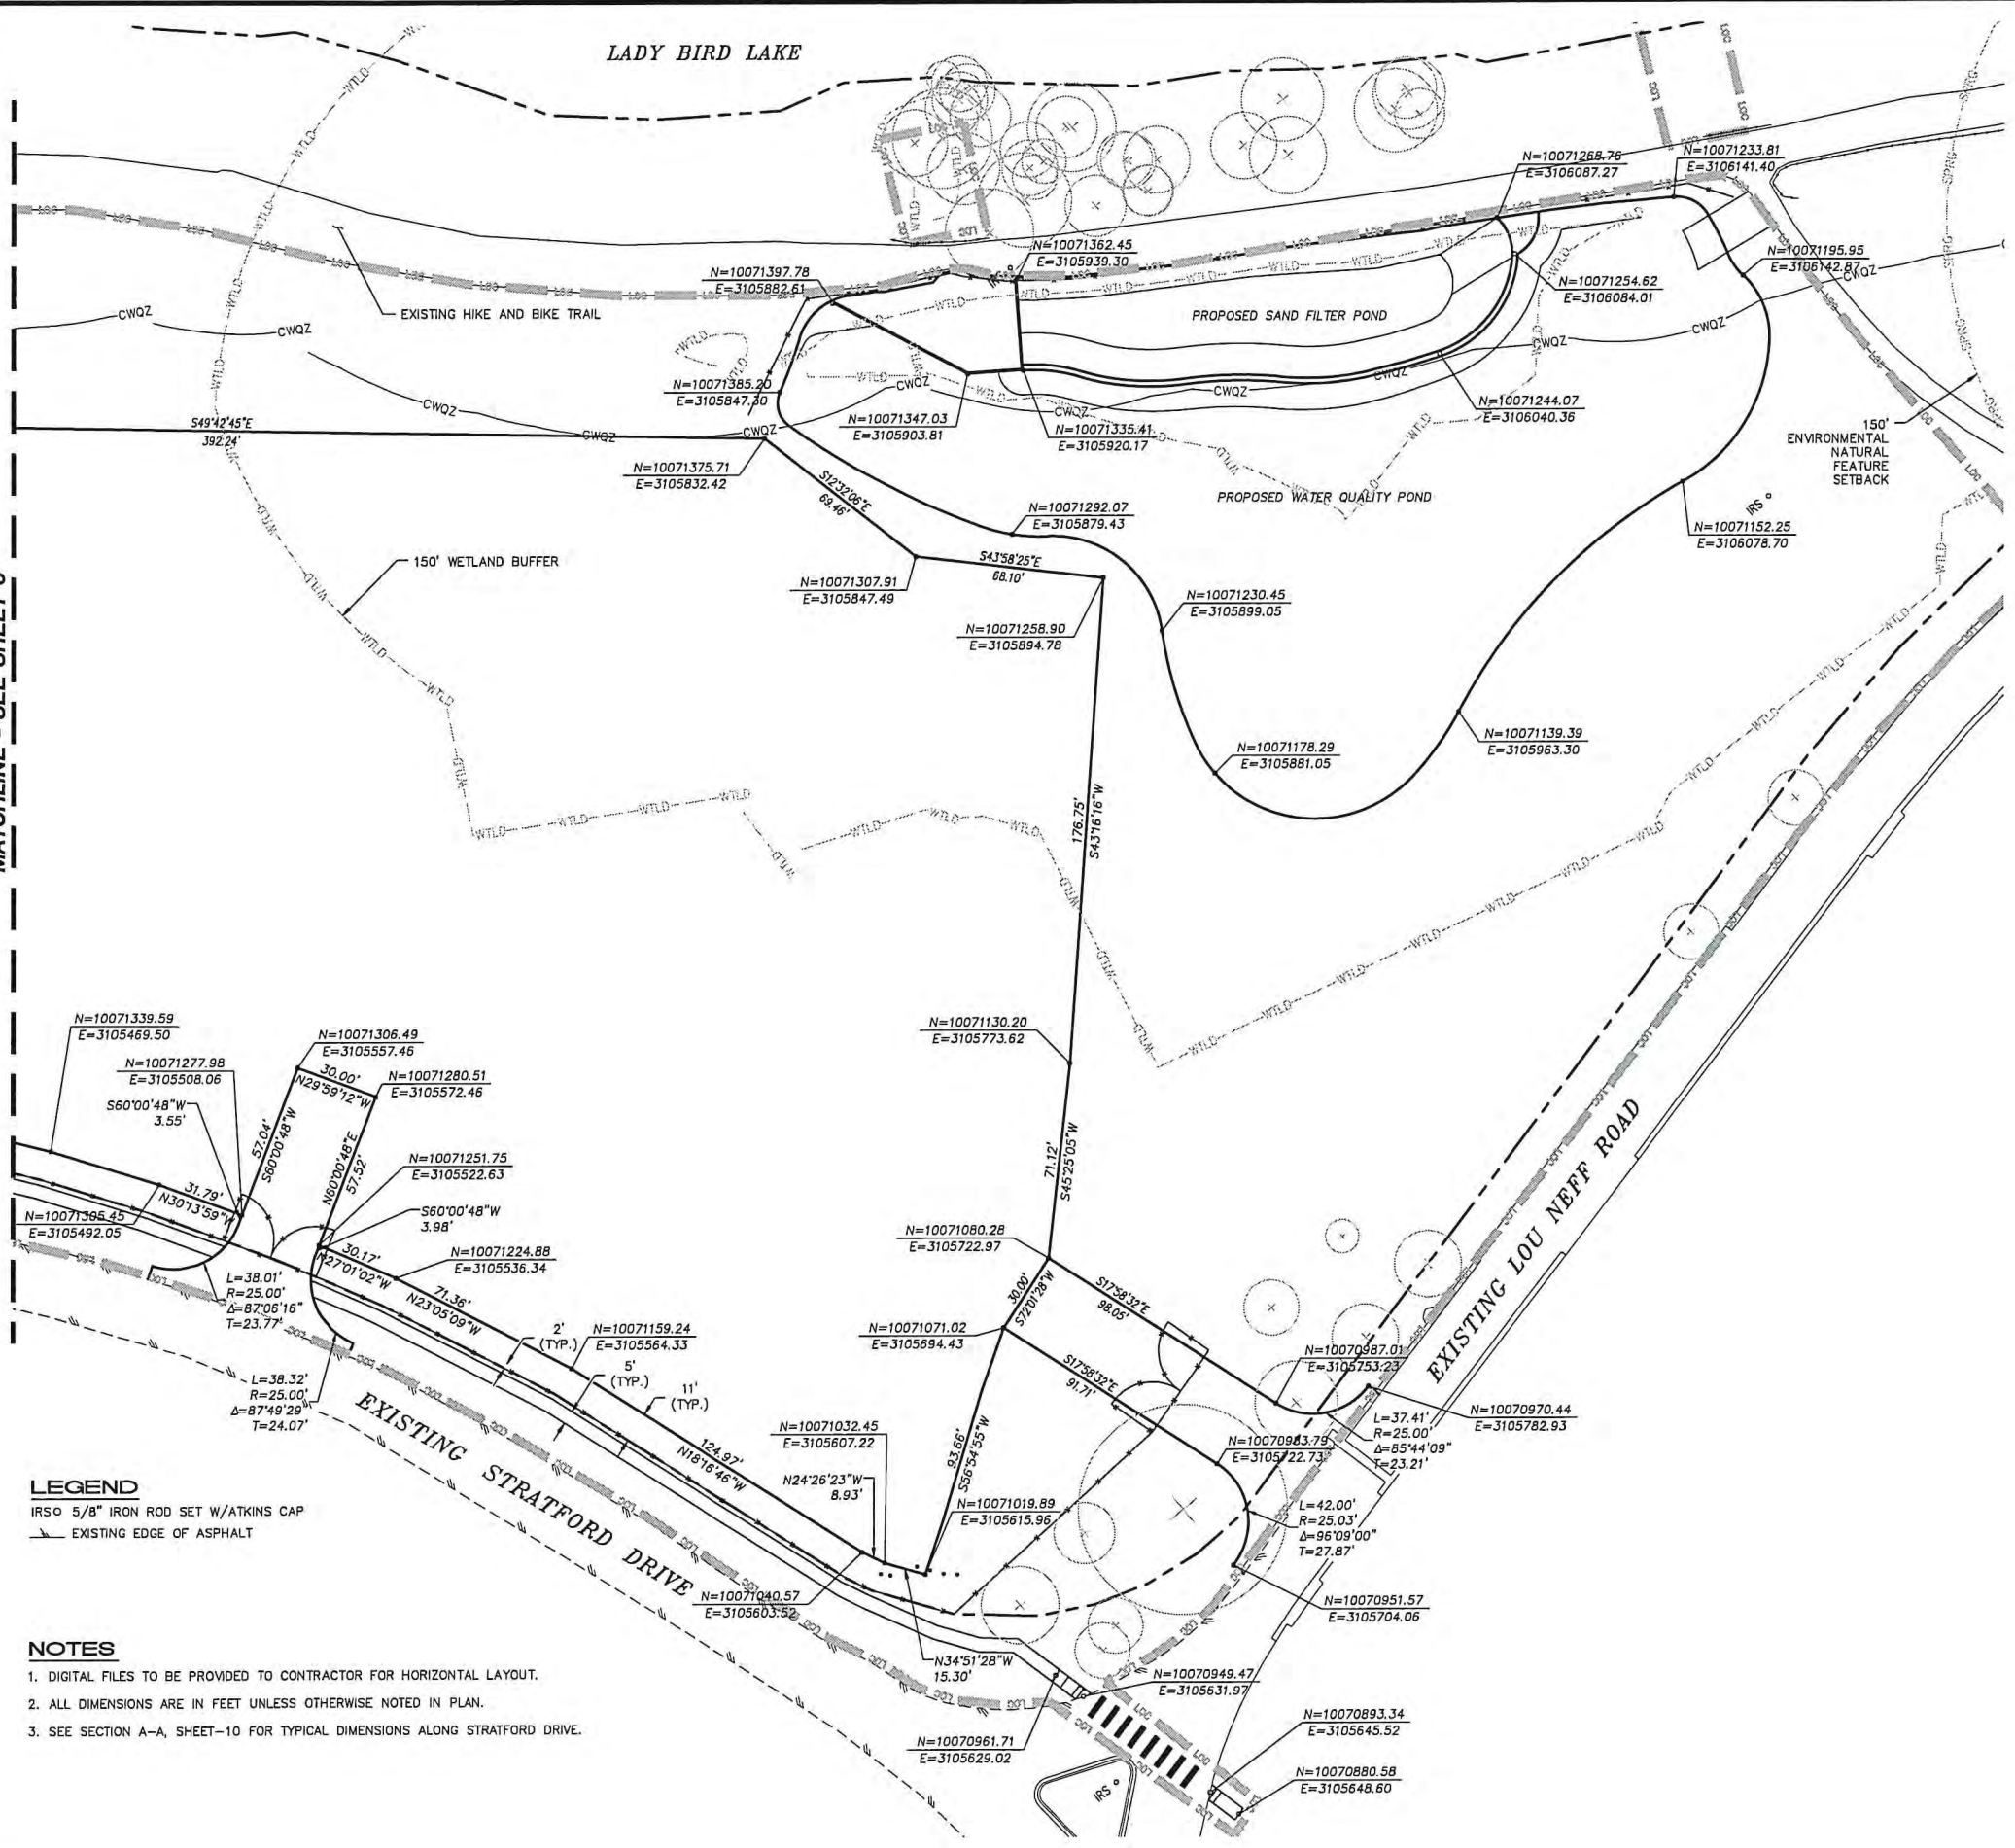 LADY BIRD LAKE
N=10071268.76
E=3106087.27
N=10071233.81
E=3106141.40
N=10071362.45
E=3105939.30
N=10071397.78
E=3105882.61
N=10071195.95
E=3106142.87
N=10071254.62
E=3106084.01
EXISTING HIKE AND BIKE TRAIL
PROPOSED SAND FILTER POND
CWQZ
CWQZ
CWQZ
CWQZ
CWQZ
CWQZ
CWQZ
CWQZ
CWQZ
CWQZ
CWQZ
CWQZ
N=10071385.20
E=3105847.30
N=10071347.03
E=3105903.81
N=10071335.41
E=3105920.17
N=10071244.07
E=3106040.36
S49°42'45"E
392.24'
N=10071375.71
E=3105832.42
S12°32'06"E
69.46'
150'
ENVIRONMENTAL
NATURAL
FEATURE
SETBACK
PROPOSED WATER QUALITY POND
IRS
N=10071292.07
E=3105879.43
N=10071152.25
E=3106078.70
150' WETLAND BUFFER
S43°58'25"E
68.10'
N=10071307.91
E=3105847.49
N=10071230.45
E=3105899.05
N=10071258.90
E=3105894.78
N=10071139.39
E=3105963.30
N=10071178.29
E=3105881.05
176.75'
S43°16'16"W
N=10071130.20
E=3105773.62
N=10071339.59
E=3105469.50
N=10071306.49
E=3105557.46
N=10071277.98
E=3105508.06
30.00'
N29°59'12"W
N=10071280.51
E=3105572.46
S60°00'48"W
3.55'
57.04'
S60°00'48"W
N60°00'48"E
57.52'
N=10071251.75
E=3105522.63
31.79'
N30°13'59"W
S60°00'48"W
3.98'
N=10071305.45
E=3105492.05
30.17'
N27°01'02"W
N=10071224.88
E=3105536.34
71.12'
S45°25'05"W
N=10071080.28
E=3105722.97
L=38.01'
R=25.00'
Δ=87°06'16"
T=23.77'
71.36'
N23°05'09"W
2'
(TYP.)
N=10071159.24
E=3105564.33
5'
(TYP.)
11'
(TYP.)
30.00'
S72°01'28"W
S17°58'32"E
98.05'
N=10071071.02
E=3105694.43
S17°58'32"E
91.71'
N=10070987.01
E=3105753.23
EXISTING LOU NEFF ROAD
L=38.32'
R=25.00'
Δ=87°49'29"
T=24.07'
EXISTING STRATFORD DRIVE
124.97'
N18°16'46"W
N=10071032.45
E=3105607.22
93.66'
S56°54'55"W
N=10070983.79
E=3105722.73
L=37.41'
R=25.00'
Δ=85°44'09"
T=23.21'
N=10070970.44
E=3105782.93
N24°26'23"W
8.93'
N=10071019.89
E=3105615.96
L=42.00'
R=25.03'
Δ=96°09'00"
T=27.87'
LEGEND
IRS○ 5/8" IRON ROD SET W/ATKINS CAP
EXISTING EDGE OF ASPHALT
N=10071040.57
E=3105603.52
N=10070951.57
E=3105704.06
N34°51'28"W
15.30'
N=10070949.47
E=3105631.97
NOTES
1. DIGITAL FILES TO BE PROVIDED TO CONTRACTOR FOR HORIZONTAL LAYOUT.
2. ALL DIMENSIONS ARE IN FEET UNLESS OTHERWISE NOTED IN PLAN.
3. SEE SECTION A-A, SHEET-10 FOR TYPICAL DIMENSIONS ALONG STRATFORD DRIVE.
N=10070893.34
E=3105645.52
N=10070961.71
E=3105629.02
IRS
N=10070880.58
E=3105648.60